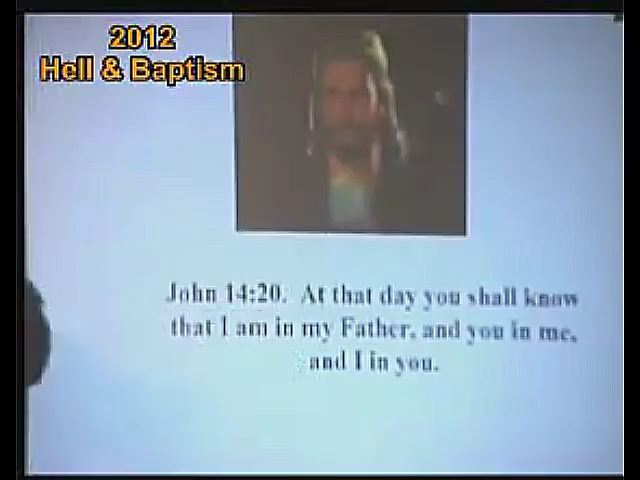 2012
Hell & Baptism
John 14:20. At that day you shall know
that I am in my Father, and you in me,
and I in you.